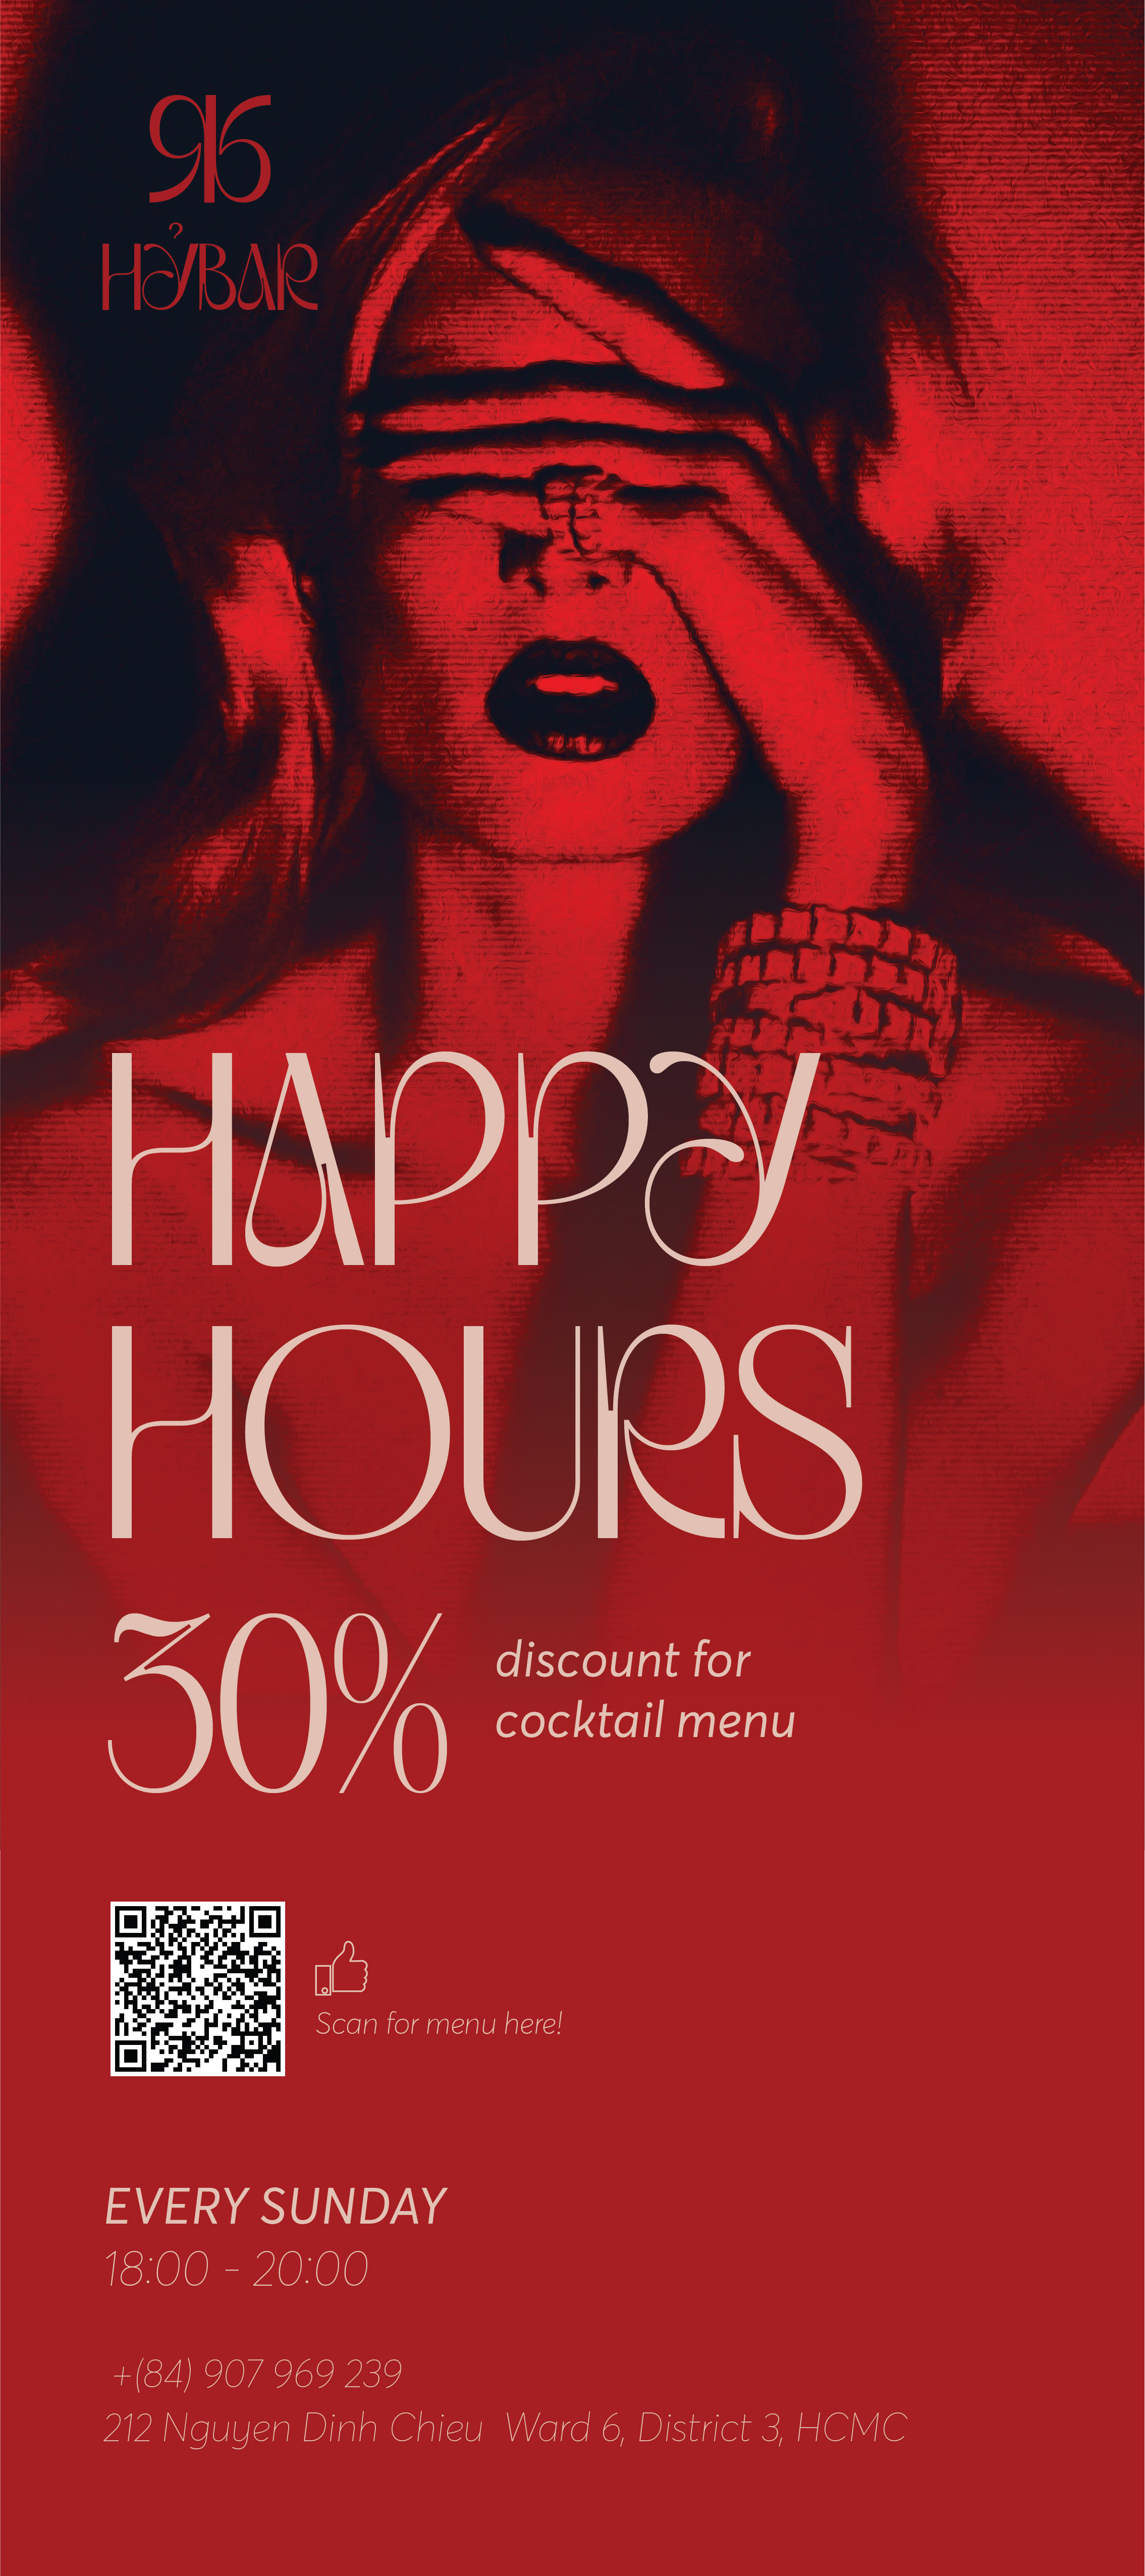 96
HẢYBAR
HAPPY
HOURS
30%
discount for
cocktail menu
Scan for menu here!
EVERY SUNDAY
18:00 - 20:00
+(84) 907 969 239
212 Nguyen Dinh Chieu Ward 6, District 3, HCMC